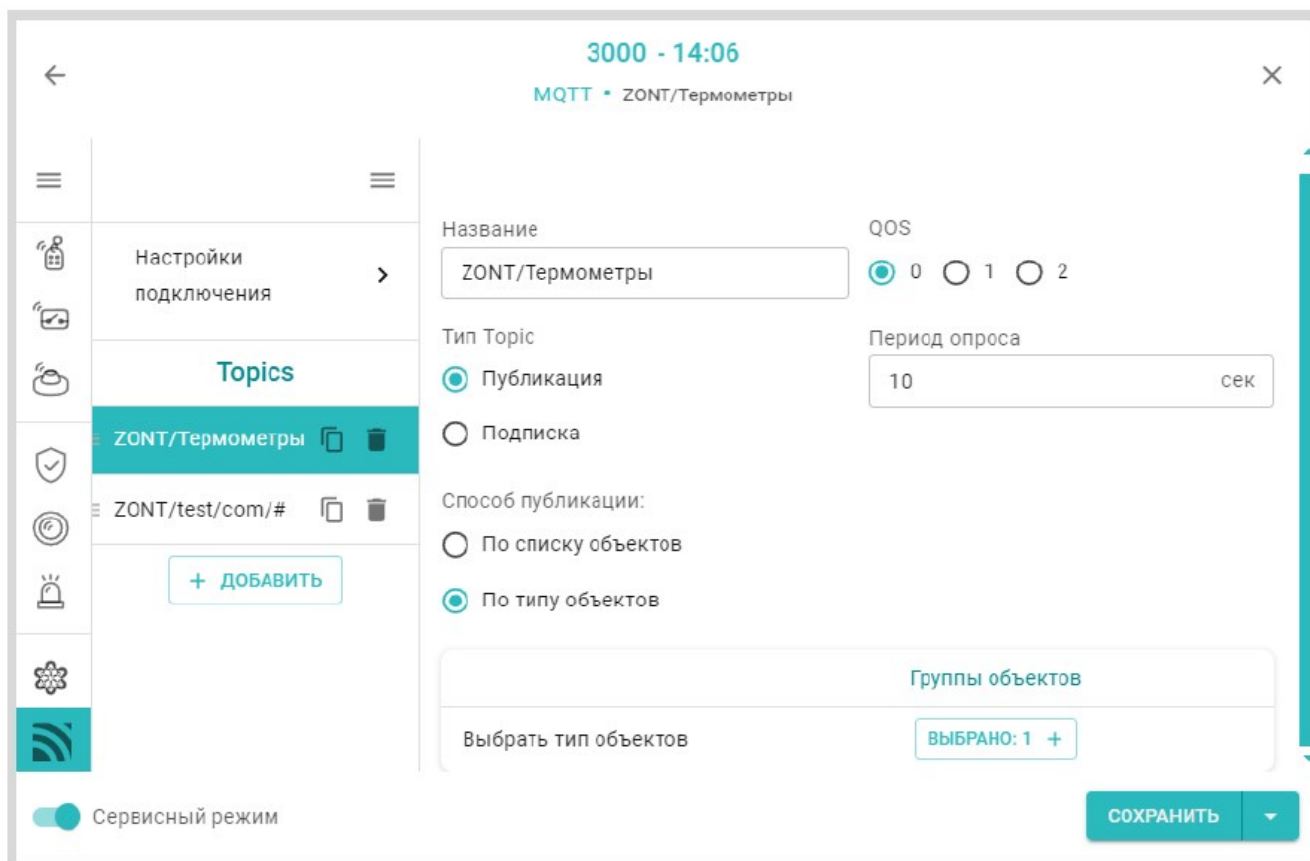 3000 - 14:06
MQTT • ZONT/Термометры
Настройки
подключения
Topics
ZONT/Термометры
ZONT/test/com/#
+ ДОБАВИТЬ
Название
ZONT/Термометры
QOS
0 1 2
Тип Topic
Публикация
Подписка
Период опроса
10 сек
Способ публикации:
По списку объектов
По типу объектов
Группы объектов
Выбрать тип объектов
ВЫБРАНО: 1 +
Сервисный режим
СОХРАНИТЬ